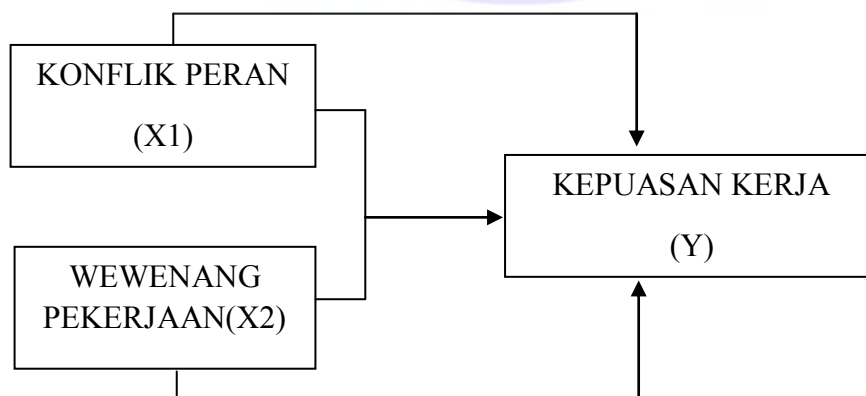 KONFLIK PERAN
(X1)
KEPUASAN KERJA
(Y)
WEWENANG
PEKERJAAN(X2)